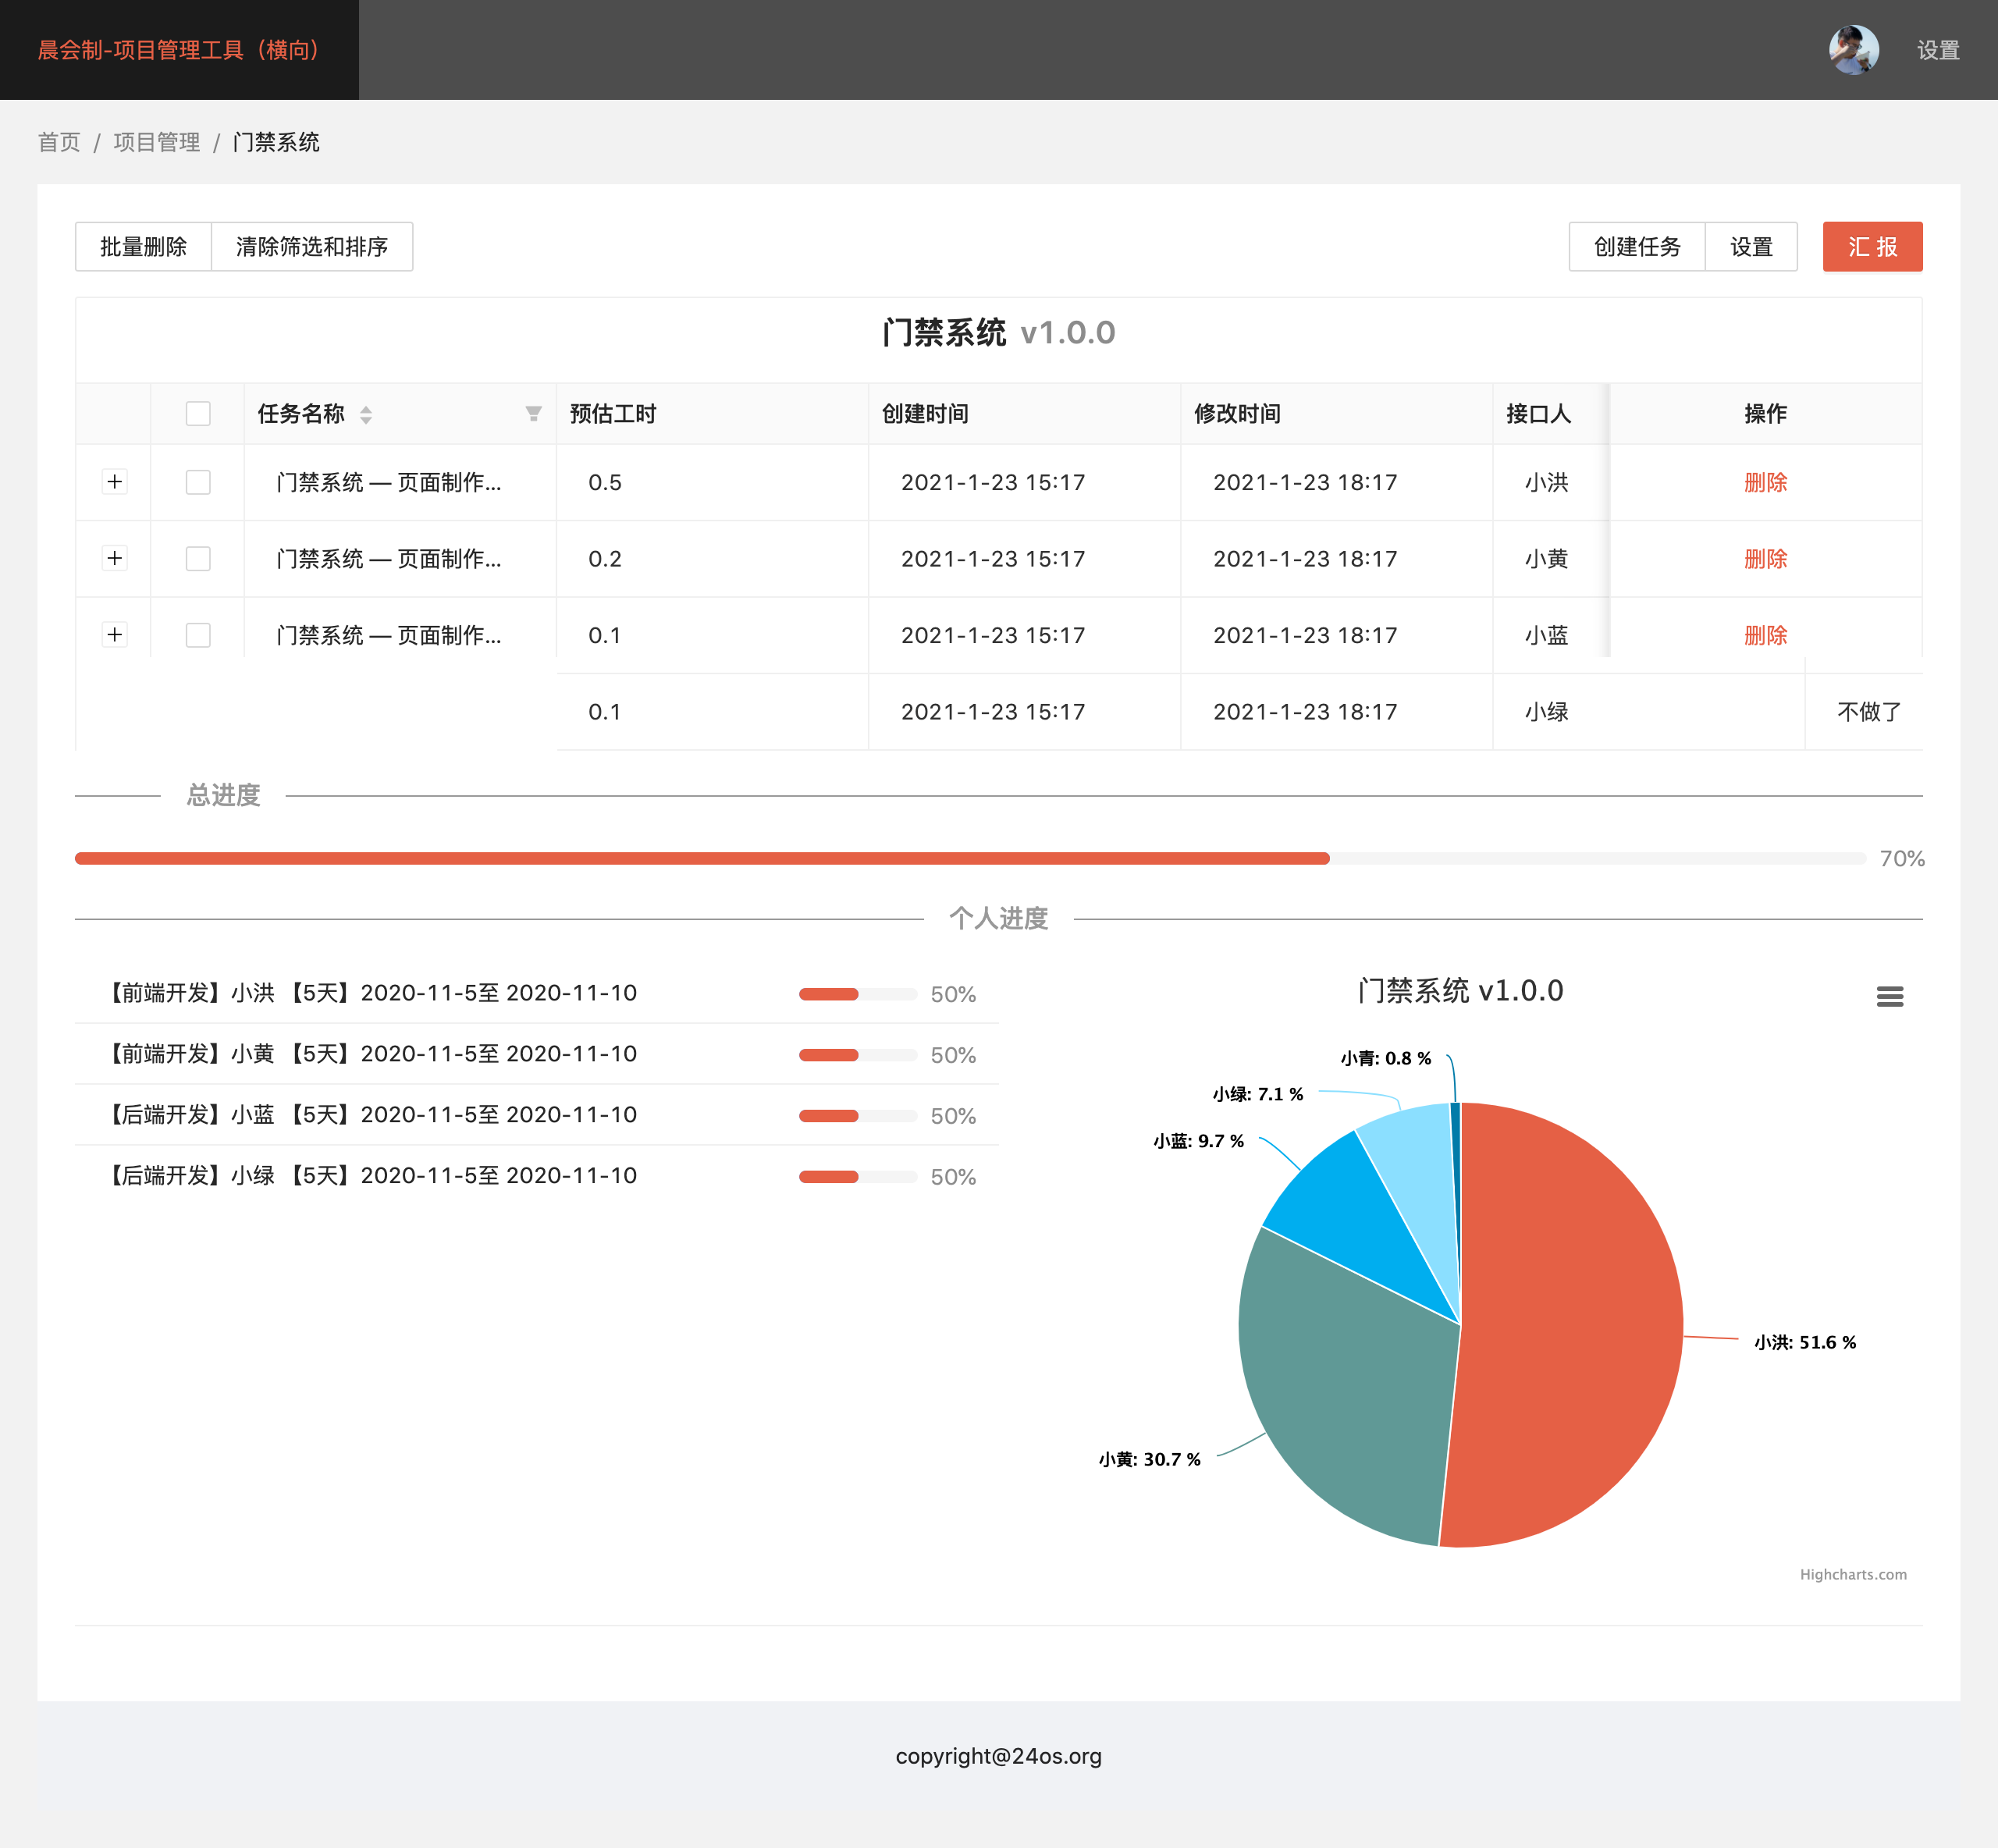 晨会制-项目管理工具（横向）
设置
首页 / 项目管理 / 门禁系统
批量删除 清除筛选和排序 创建任务 设置 汇 报
门禁系统 v1.0.0
任务名称 预估工时 创建时间 修改时间 接口人 操作
门禁系统 — 页面制作... 0.5 2021-1-23 15:17 2021-1-23 18:17 小洪 删除
门禁系统 — 页面制作... 0.2 2021-1-23 15:17 2021-1-23 18:17 小黄 删除
门禁系统 — 页面制作... 0.1 2021-1-23 15:17 2021-1-23 18:17 小蓝 删除
0.1 2021-1-23 15:17 2021-1-23 18:17 小绿 不做了
总进度
70%
个人进度
【前端开发】小洪 【5天】2020-11-5至 2020-11-10 50%
【前端开发】小黄 【5天】2020-11-5至 2020-11-10 50%
【后端开发】小蓝 【5天】2020-11-5至 2020-11-10 50%
【后端开发】小绿 【5天】2020-11-5至 2020-11-10 50%
门禁系统 v1.0.0
小青: 0.8 %
小绿: 7.1 %
小蓝: 9.7 %
小洪: 51.6 %
小黄: 30.7 %
Highcharts.com
copyright@24os.org